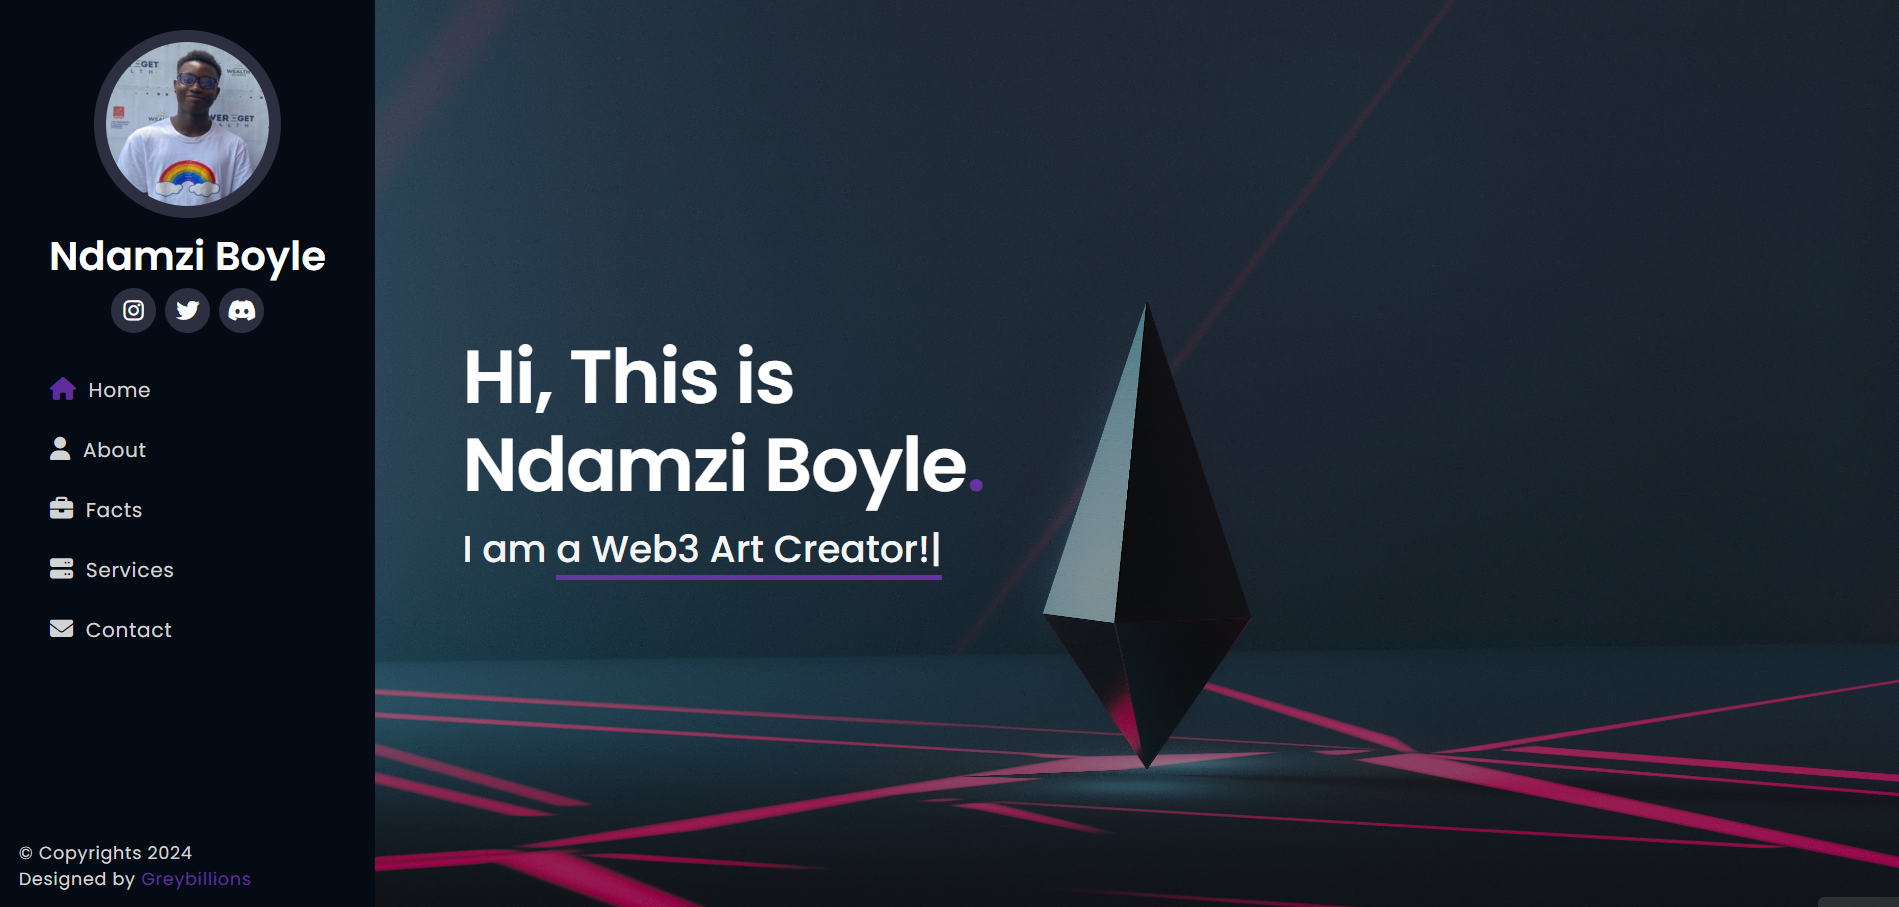 Ndamzi Boyle
Home
About
Facts
Services
Contact
© Copyrights 2024
Designed by Greybillions
Hi, This is
Ndamzi Boyle.
I am a Web3 Art Creator!|